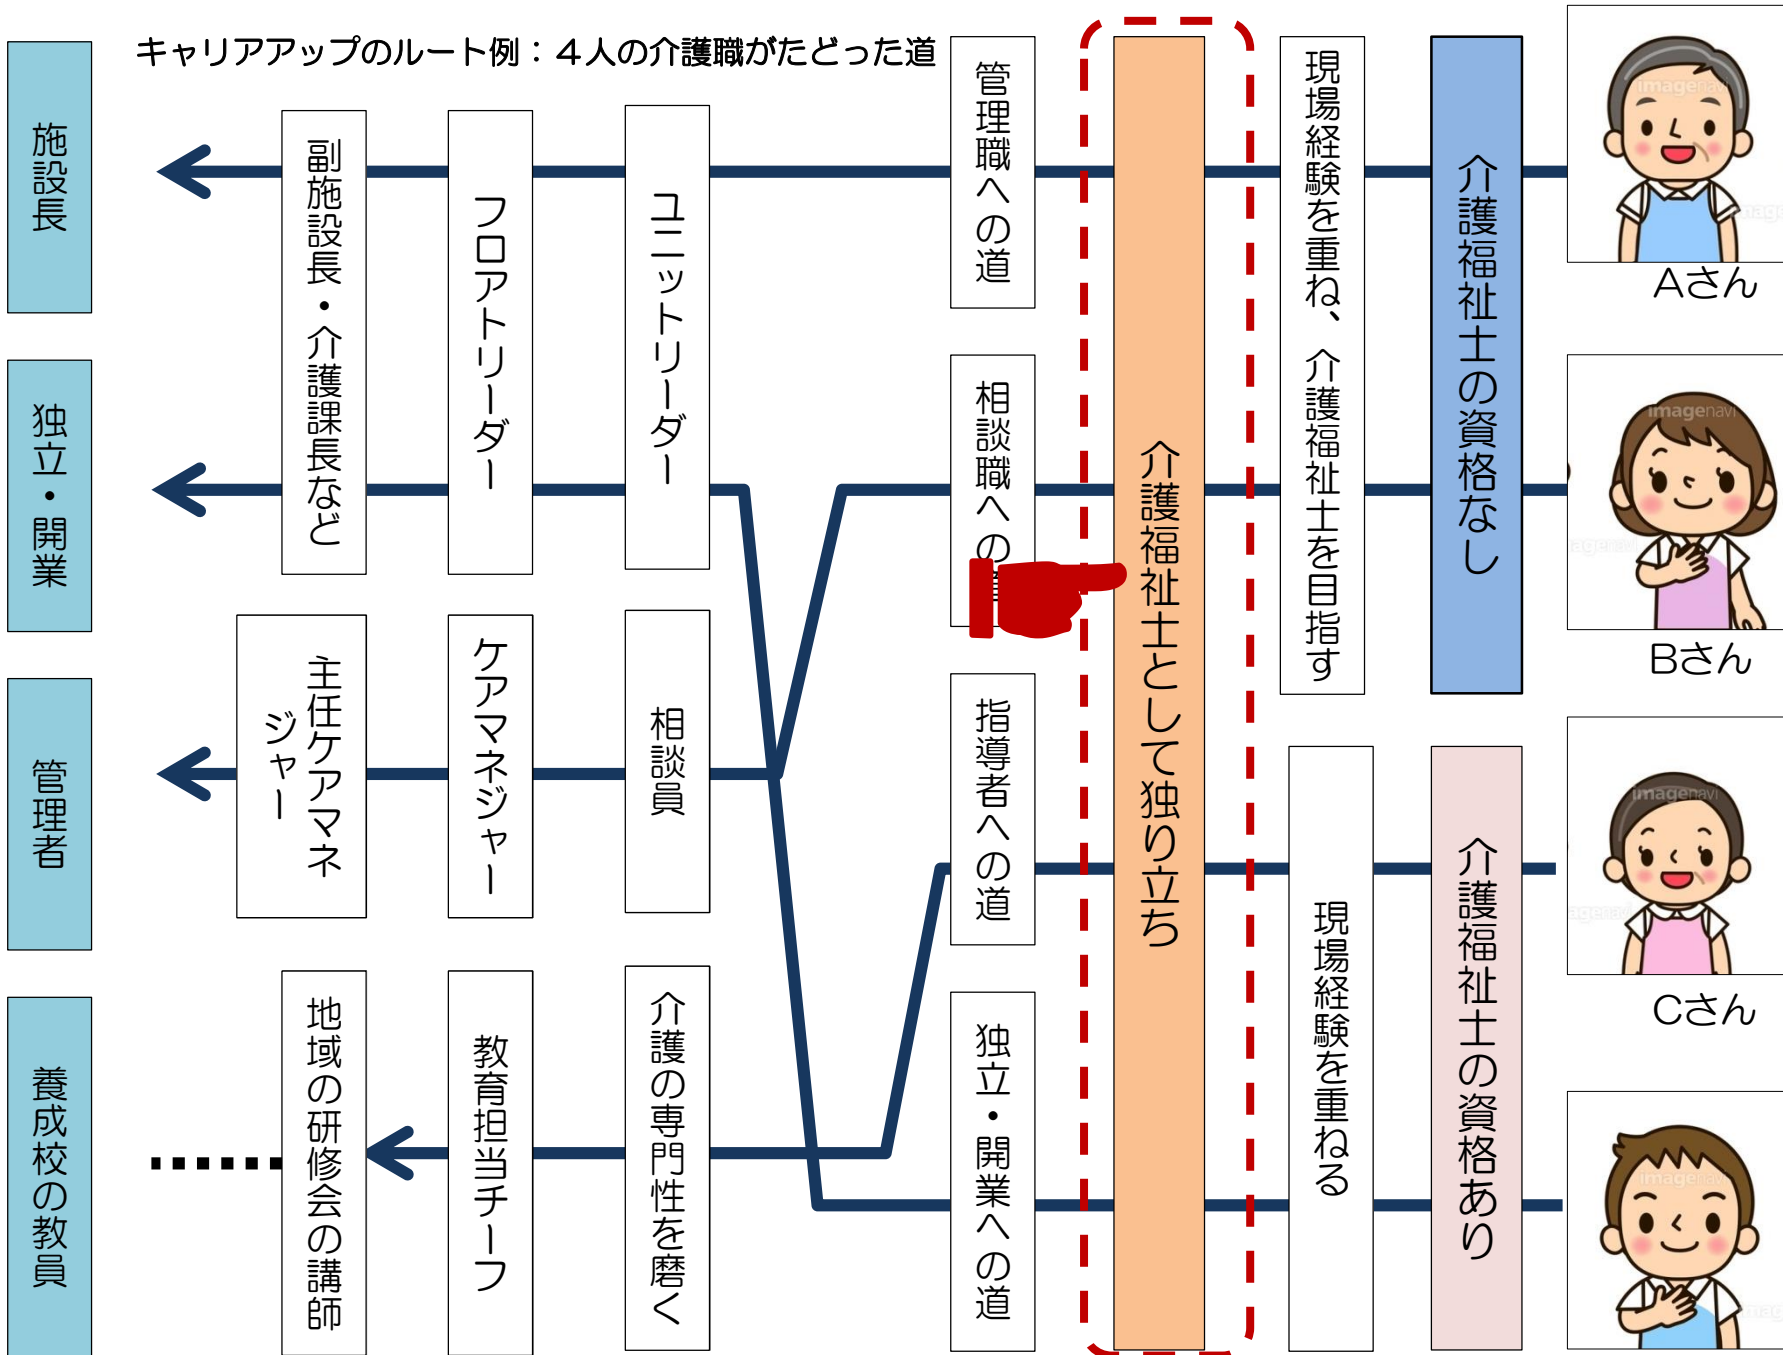 キャリアアップのルート例：４人の介護職がたどった道
Aさん
Bさん
Cさん
介護福祉士の資格なし
介護福祉士の資格あり
現場経験を重ね、介護福祉士を目指す
現場経験を重ねる
介護福祉士として独り立ち
管理職への道
相談職への
指導者への道
独立・開業への道
ユニットリーダー
フロアトリーダー
副施設長・介護課長など
施設長
独立・開業
相談員
ケアマネジャー
主任ケアマネ
ジャー
管理者
介護の専門性を磨く
教育担当チーフ
地域の研修会の講師
養成校の教員
imagenavi
imagenavi
imagenavi
imagenavi